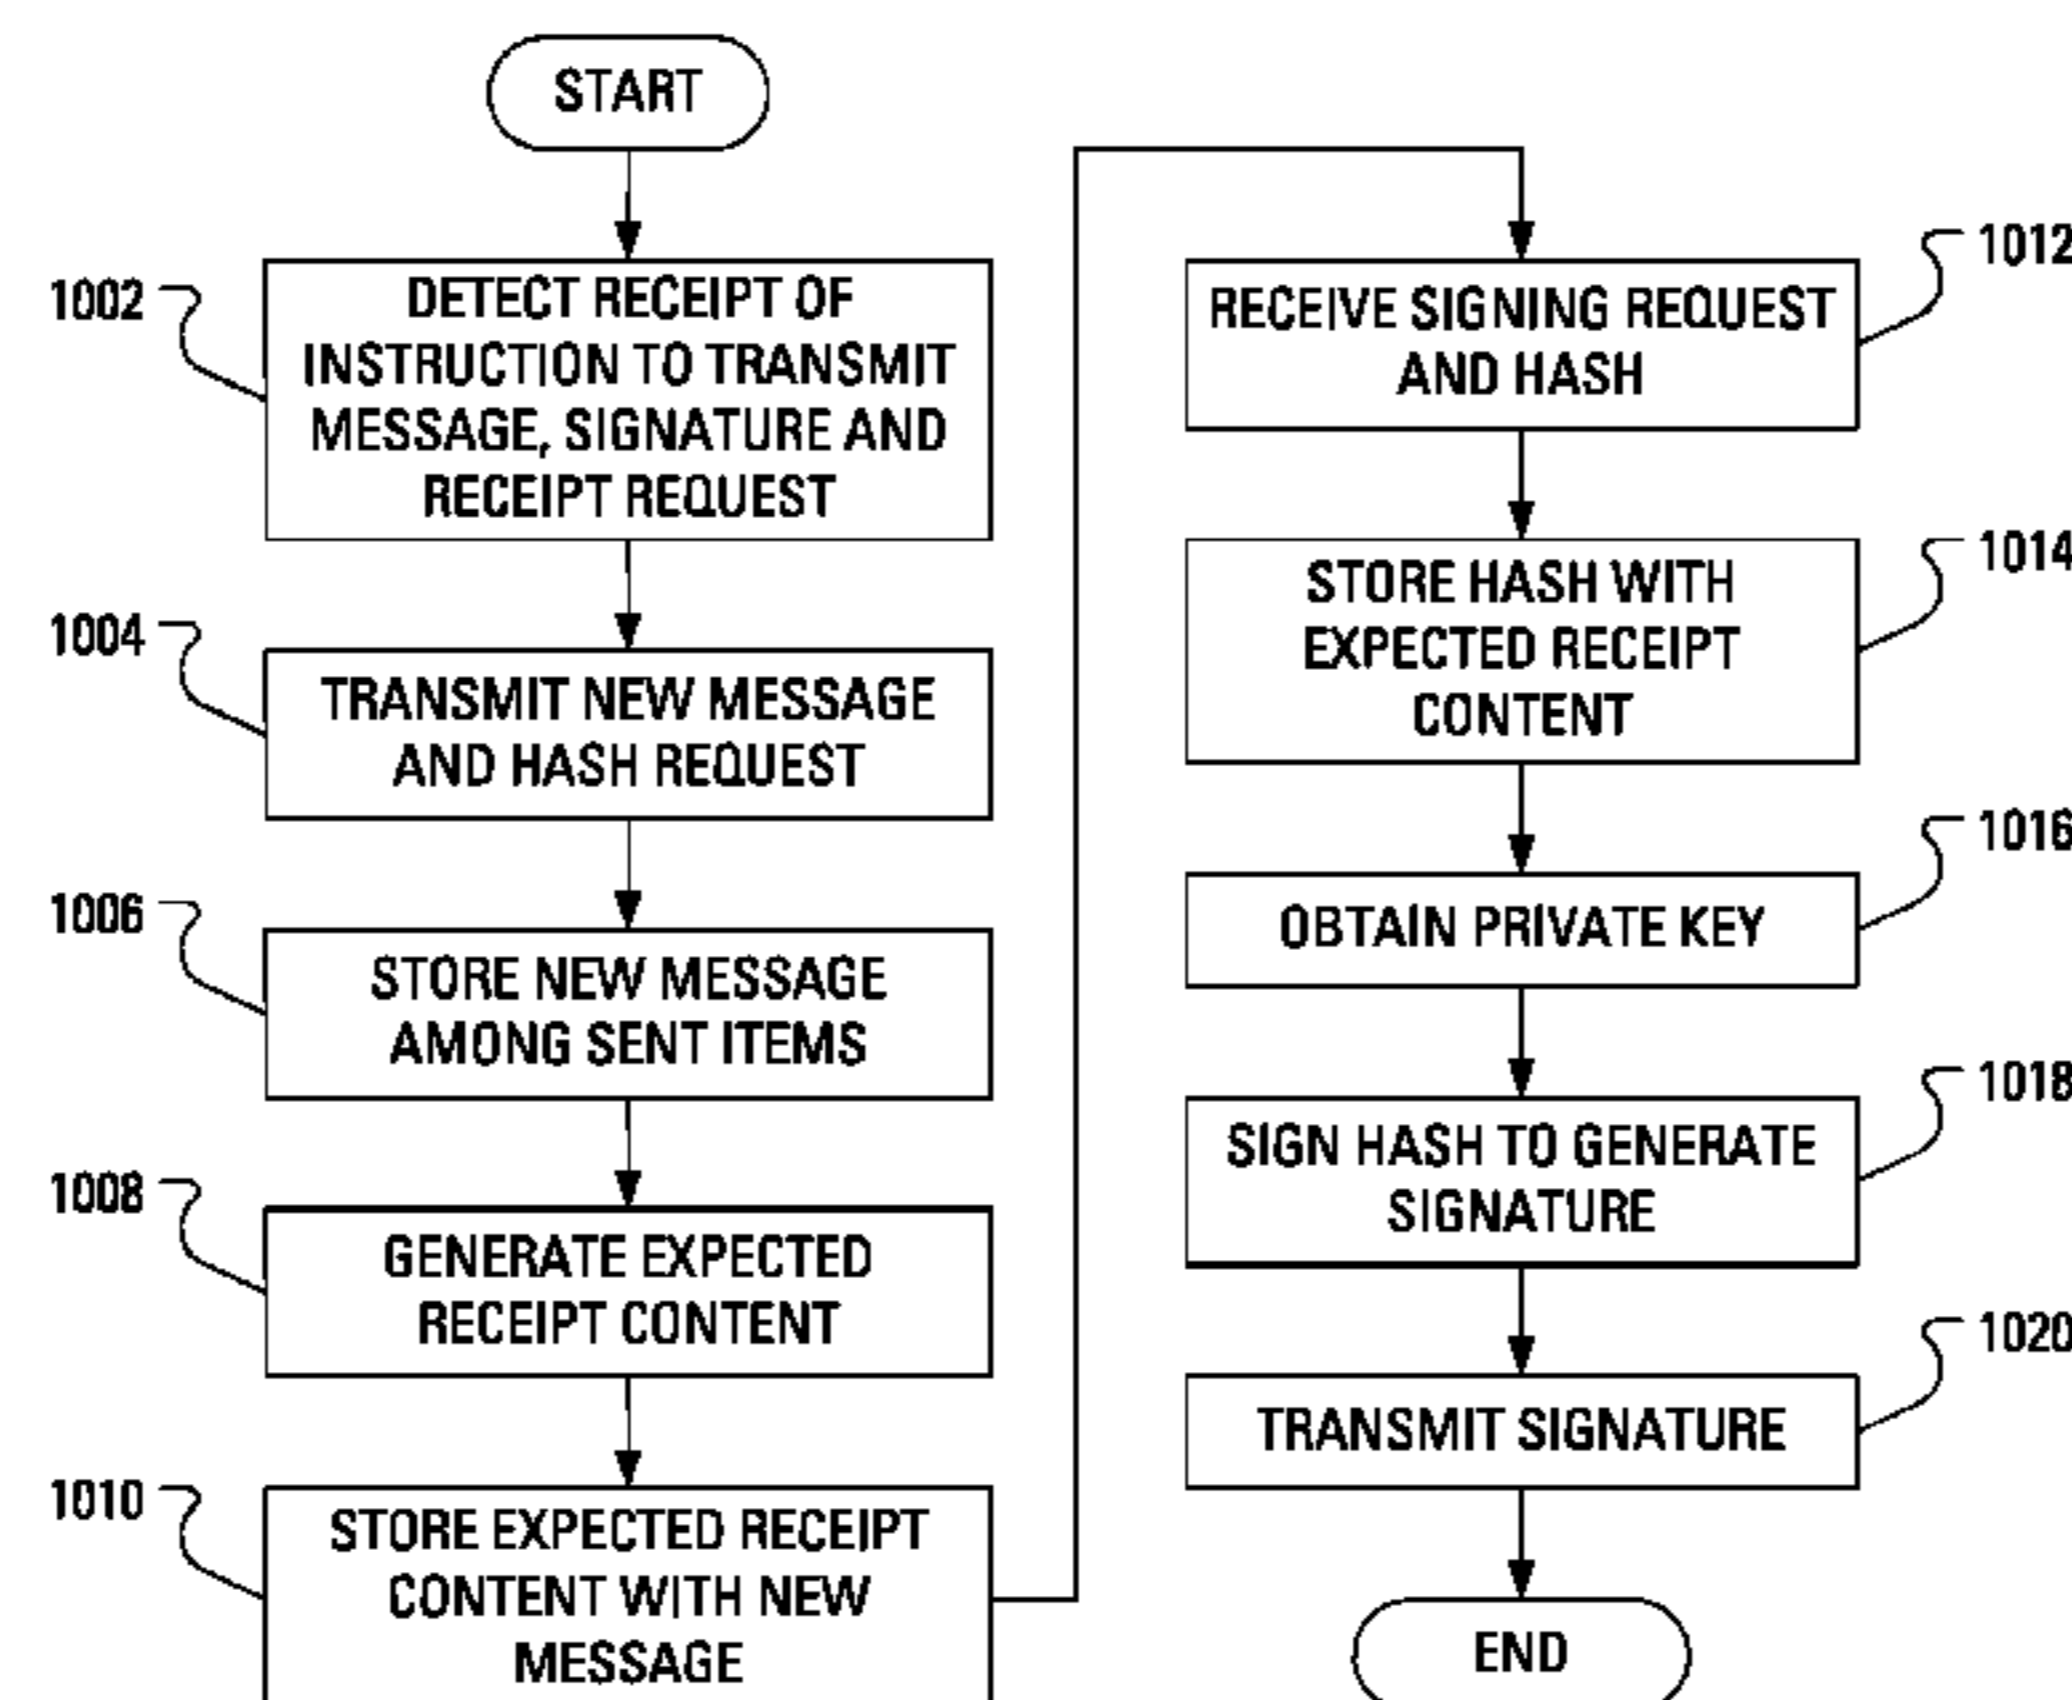 START
1002
DETECT RECEIPT OF
INSTRUCTION TO TRANSMIT
MESSAGE, SIGNATURE AND
RECEIPT REQUEST
1004
TRANSMIT NEW MESSAGE
AND HASH REQUEST
1006
STORE NEW MESSAGE
AMONG SENT ITEMS
1008
GENERATE EXPECTED
RECEIPT CONTENT
1010
STORE EXPECTED RECEIPT
CONTENT WITH NEW
MESSAGE
1012
RECEIVE SIGNING REQUEST
AND HASH
1014
STORE HASH WITH
EXPECTED RECEIPT
CONTENT
1016
OBTAIN PRIVATE KEY
1018
SIGN HASH TO GENERATE
SIGNATURE
1020
TRANSMIT SIGNATURE
END